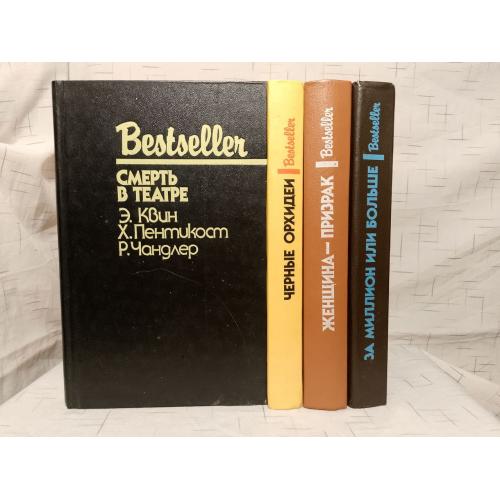 Bestseller
СМЕРТЬ
В ТЕАТРЕ
Э. Квин
Х. Пентикост
Р. Чандлер
ЧЕРНЫЕ ОРХИДЕИ Bestseller
ЖЕНЩИНА — ПРИЗРАК Bestseller
ЗА МИЛЛИОН ИЛИ БОЛЬШЕ Bestseller